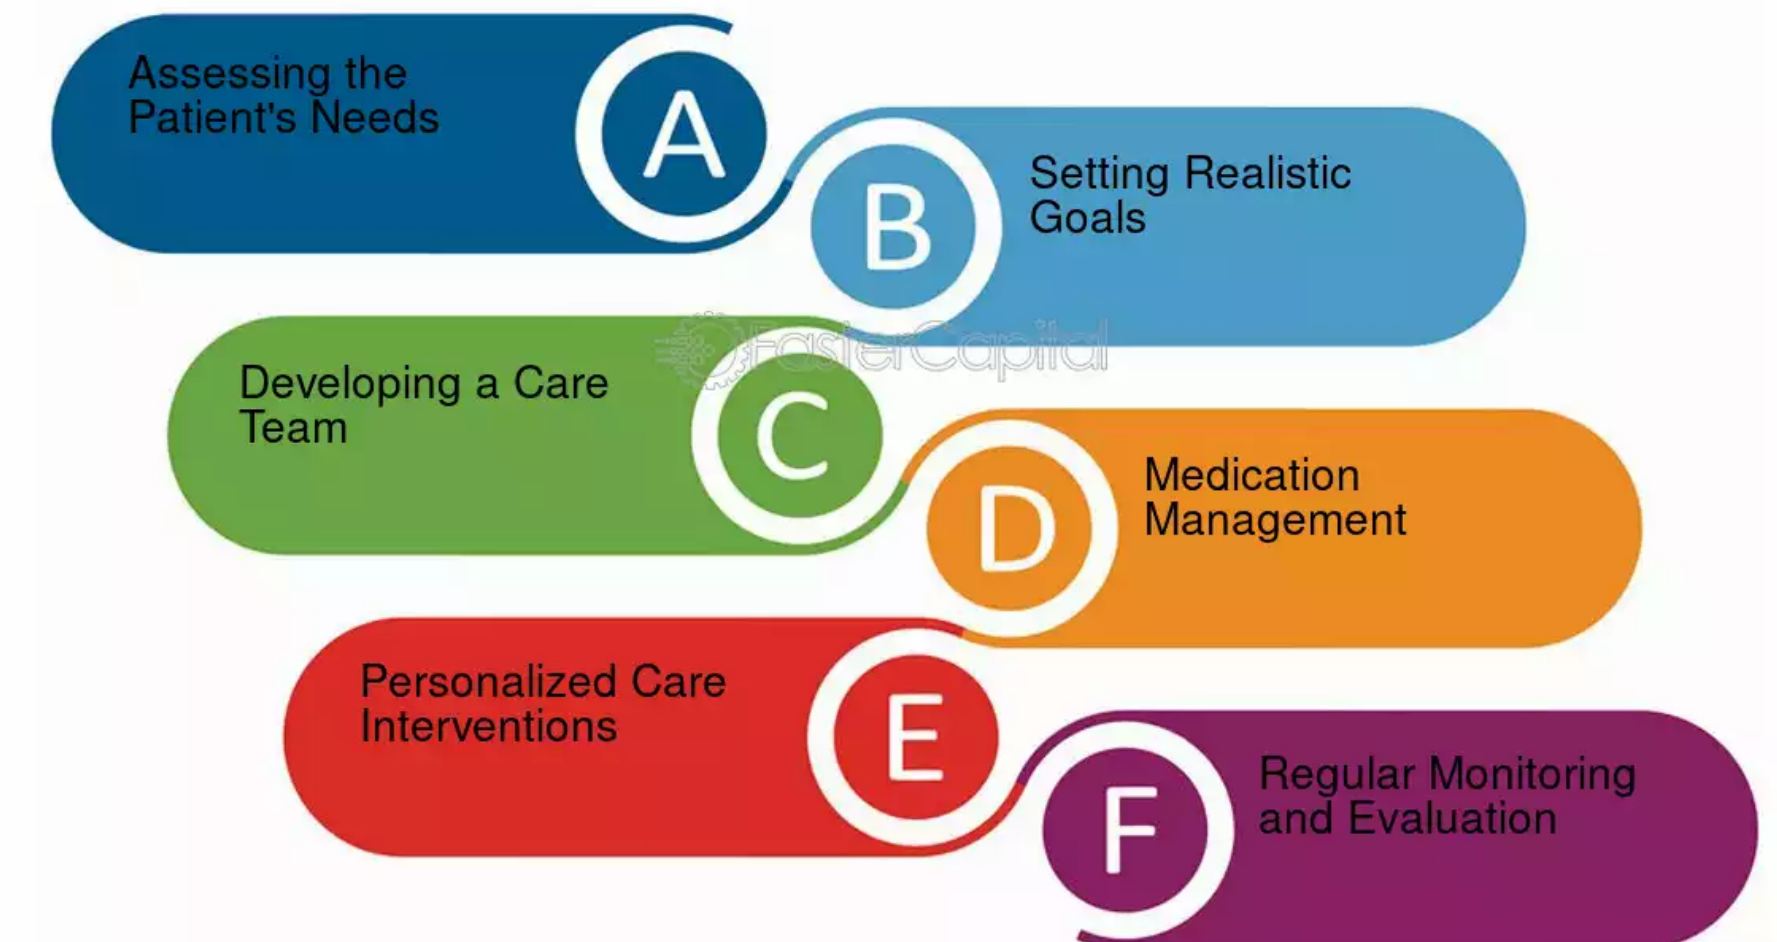 Assessing the
Patient's Needs
A
B
Setting Realistic
Goals
FasterCapital
Developing a Care
Team
C
D
Medication
Management
Personalized Care
Interventions
E
F
Regular Monitoring
and Evaluation